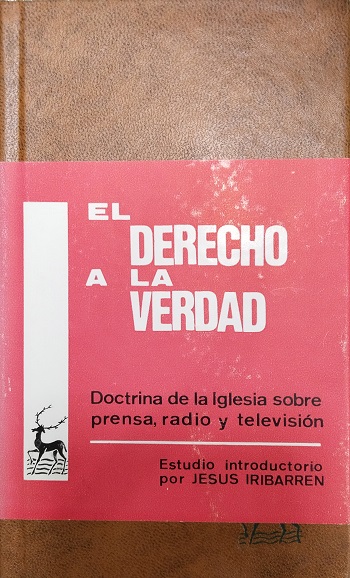 EL
DERECHO
A LA
VERDAD
Doctrina de la Iglesia sobre
prensa, radio y televisión
Estudio introductorio
por JESUS IRIBARREN